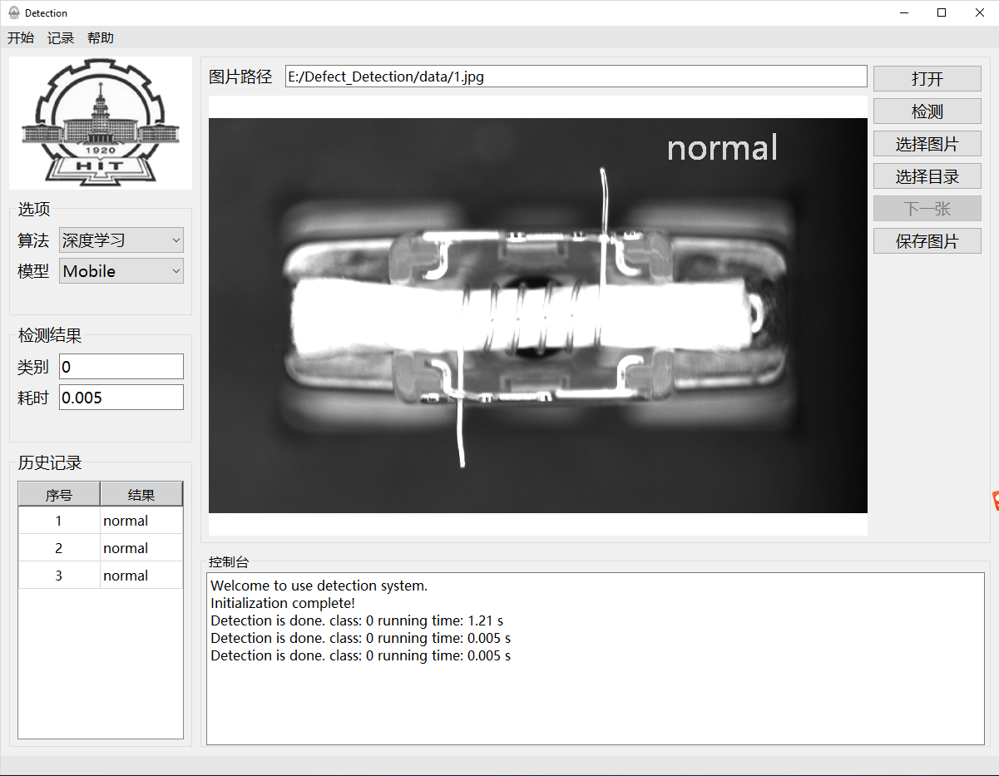 Detection
开始 记录 帮助
1920
HIT
选项
算法 深度学习
模型 Mobile
检测结果
类别 0
耗时 0.005
历史记录
序号 结果
1 normal
2 normal
3 normal
图片路径 E:/Defect_Detection/data/1.jpg
normal
打开
检测
选择图片
选择目录
下一张
保存图片
控制台
Welcome to use detection system.
Initialization complete!
Detection is done. class: 0 running time: 1.21 s
Detection is done. class: 0 running time: 0.005 s
Detection is done. class: 0 running time: 0.005 s